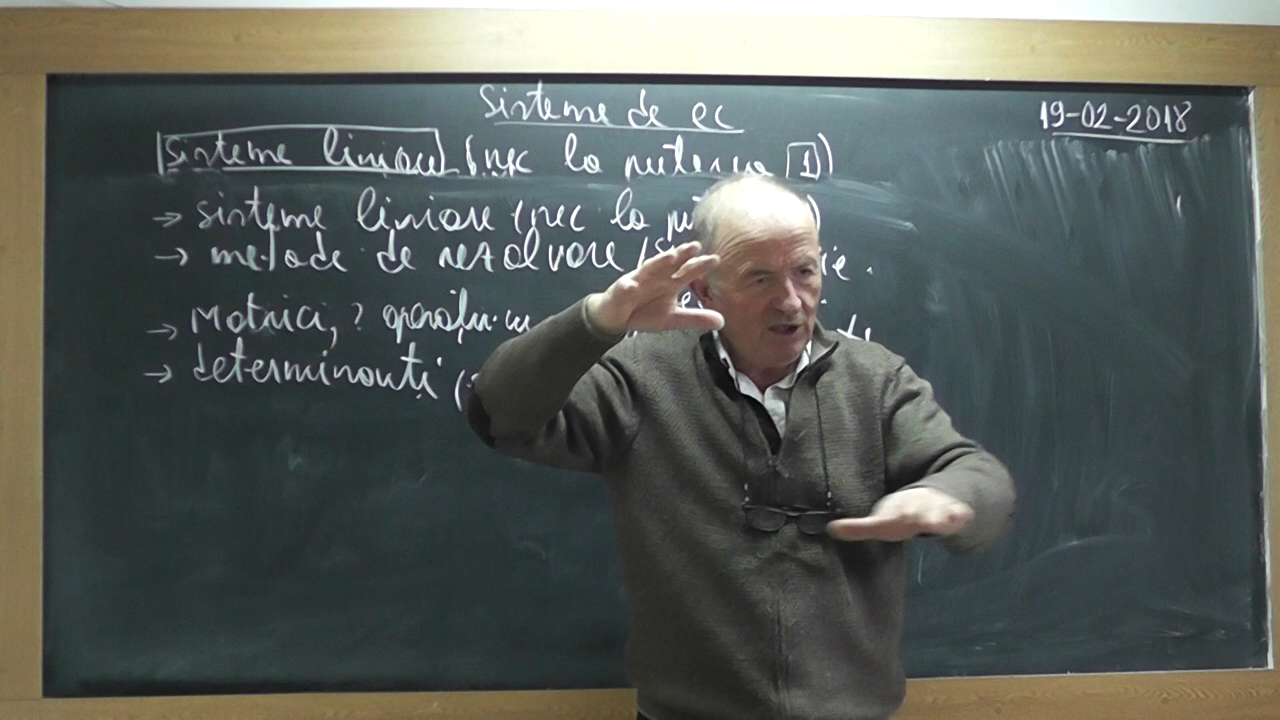 Sisteme de ec
19-02-2018
Sisteme liniare (nec la puterea 1)
→ sisteme liniare (nec la
→ metode de rezolvare
→ Matrici, ? operații cu
→ determinanți (